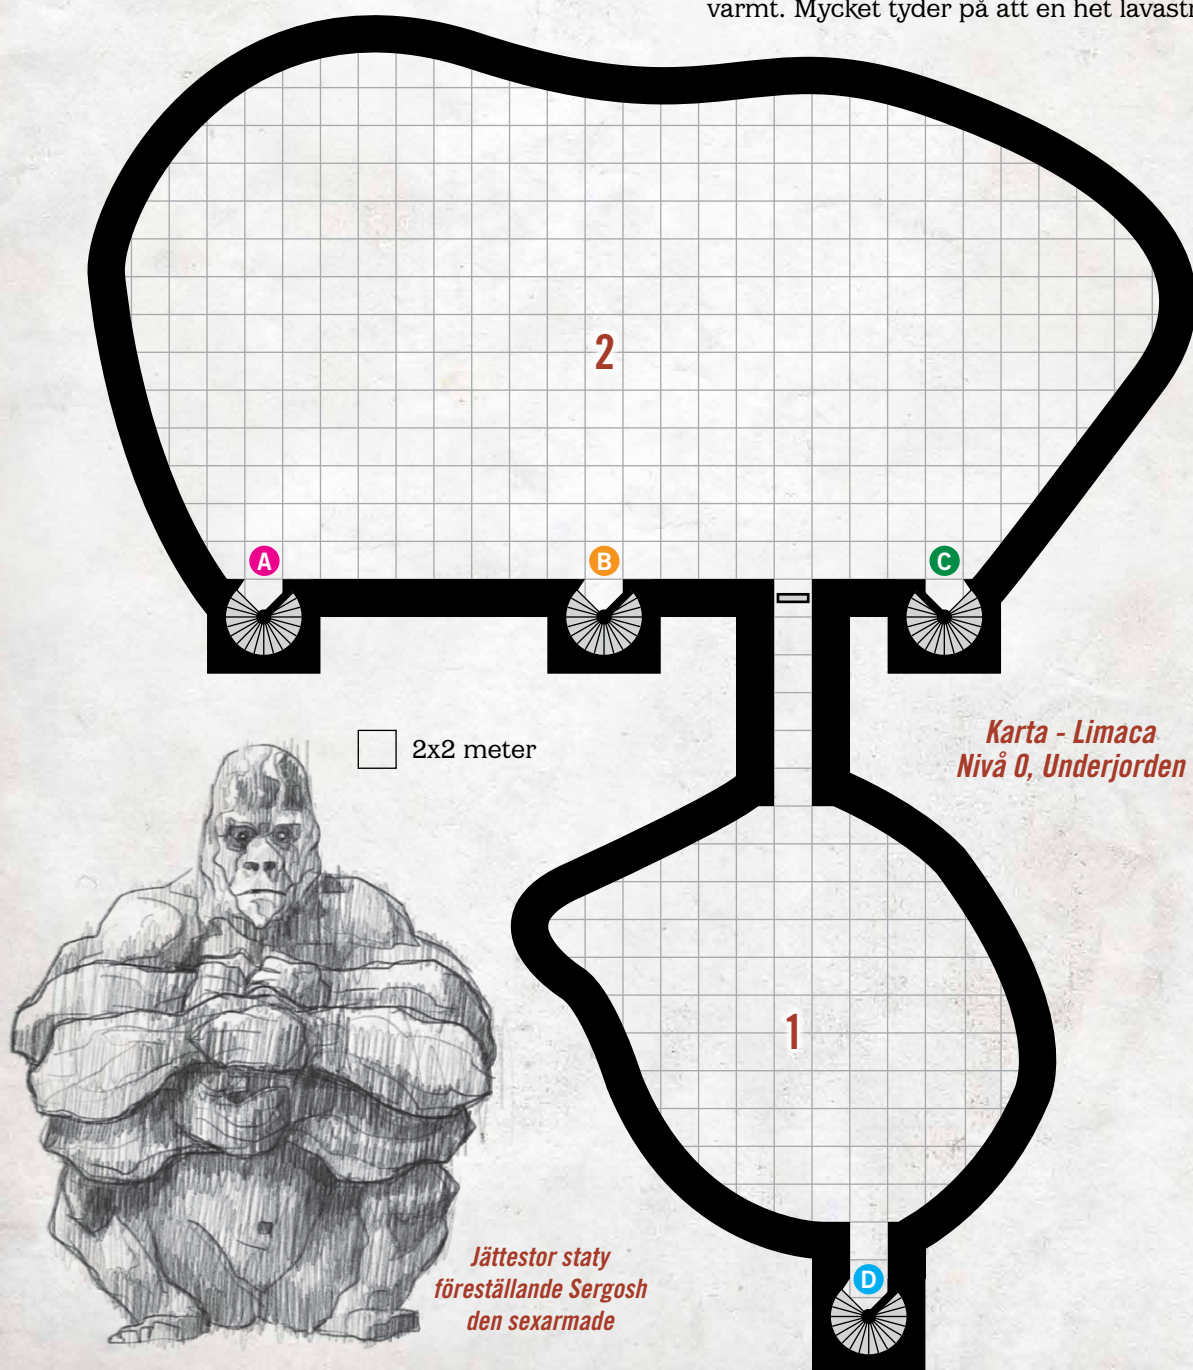 varmt. Mycket tyder på att en het lavastr
2
A
B
C
2x2 meter
Karta - Limaca
Nivå 0, Underjorden
1
Jättestor staty
föreställande Sergosh
den sexarmade
D